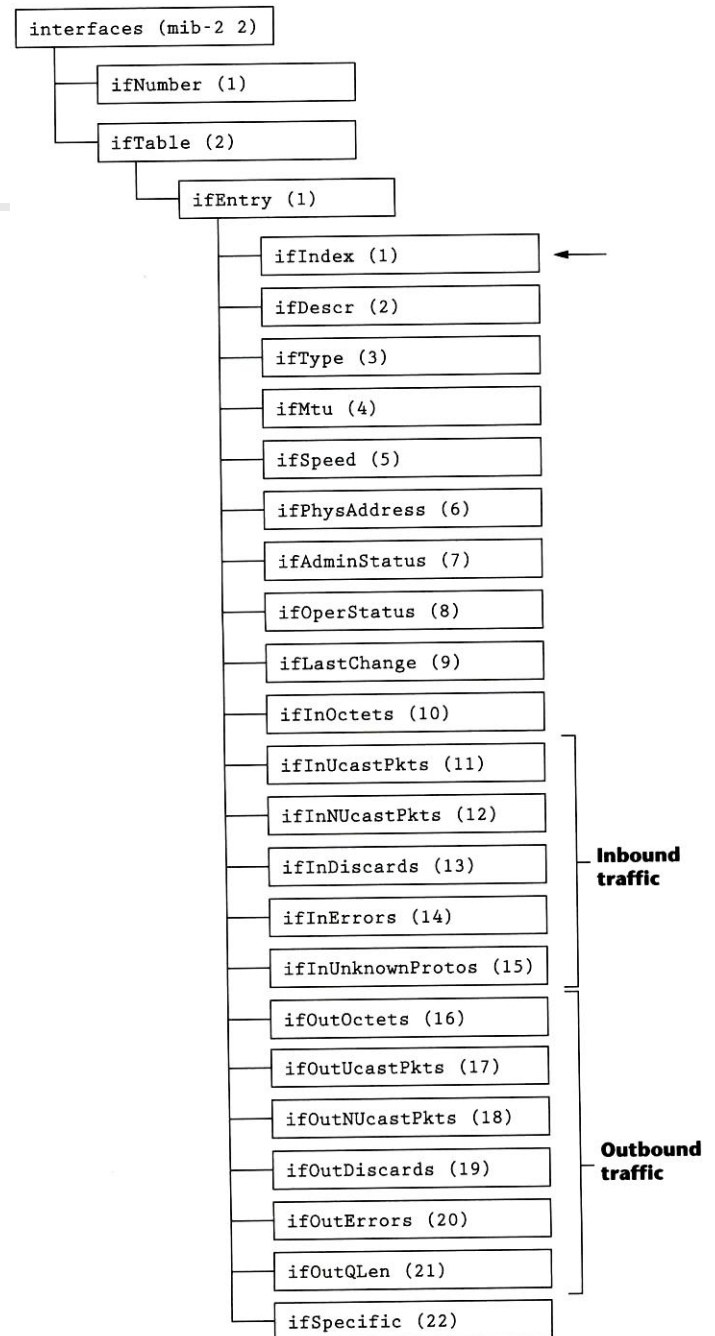 interfaces (mib-2 2)
ifNumber (1)
ifTable (2)
ifEntry (1)
ifIndex (1)
ifDescr (2)
ifType (3)
ifMtu (4)
ifSpeed (5)
ifPhysAddress (6)
ifAdminStatus (7)
ifOperStatus (8)
ifLastChange (9)
ifInOctets (10)
ifInUcastPkts (11)
ifInNUcastPkts (12)
ifInDiscards (13)
ifInErrors (14)
ifInUnknownProtos (15)
Inbound
traffic
ifOutOctets (16)
ifOutUcastPkts (17)
ifOutNUcastPkts (18)
ifOutDiscards (19)
ifOutErrors (20)
ifOutQLen (21)
Outbound
traffic
ifSpecific (22)